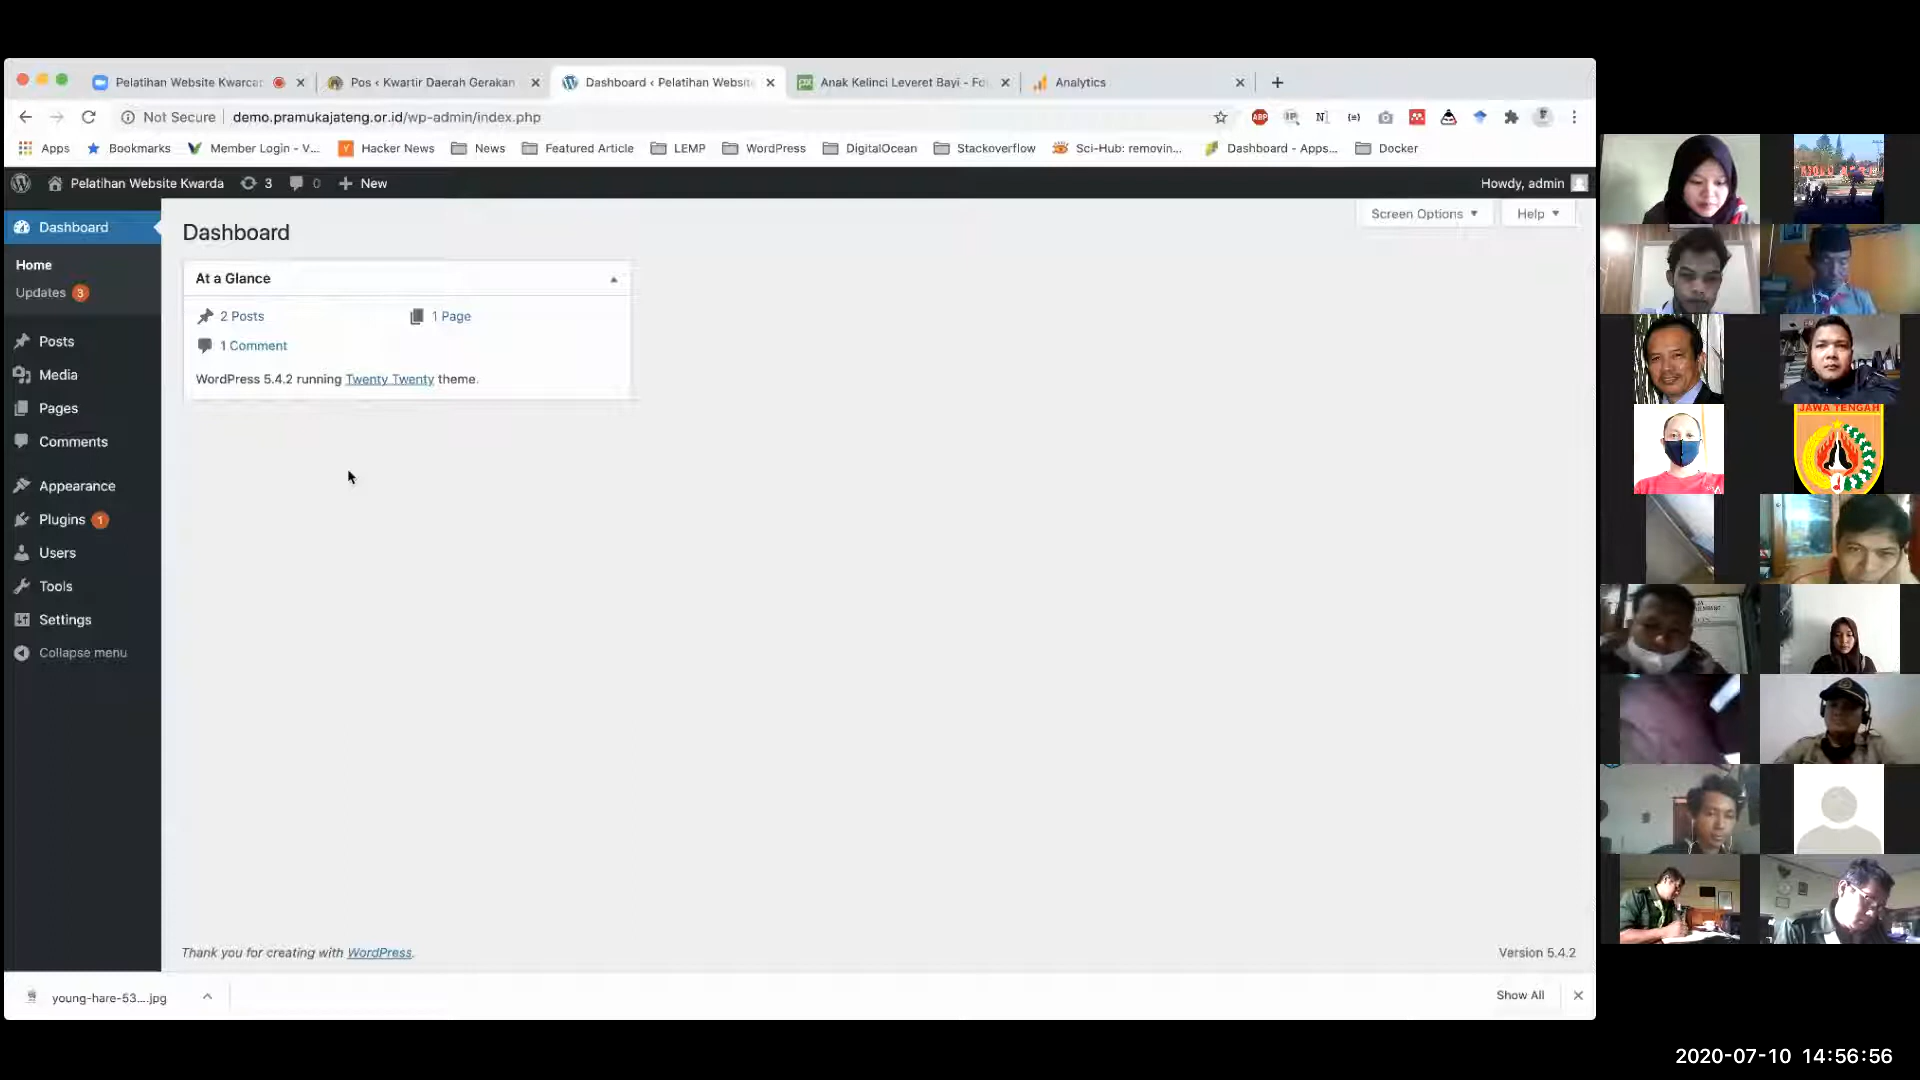 Pelatihan Website Kwarcar
Pos ‹ Kwartir Daerah Gerakan
Dashboard ‹ Pelatihan Website
Anak Kelinci Leveret Bayi - Fo
Analytics
Not Secure demo.pramukajateng.or.id/wp-admin/index.php
Apps Bookmarks Member Login - V... Hacker News News Featured Article LEMP WordPress DigitalOcean Stackoverflow Sci-Hub: removin... Dashboard - Apps... Docker
Pelatihan Website Kwarda 3 0 New Howdy, admin
Screen Options Help
Dashboard
Home
Updates 3
Posts
Media
Pages
Comments
Appearance
Plugins 1
Users
Tools
Settings
Collapse menu
Dashboard
At a Glance
2 Posts 1 Page
1 Comment
WordPress 5.4.2 running Twenty Twenty theme.
Thank you for creating with WordPress.
Version 5.4.2
young-hare-53....jpg
Show All
JAWA TENGAH
2020-07-10 14:56:56